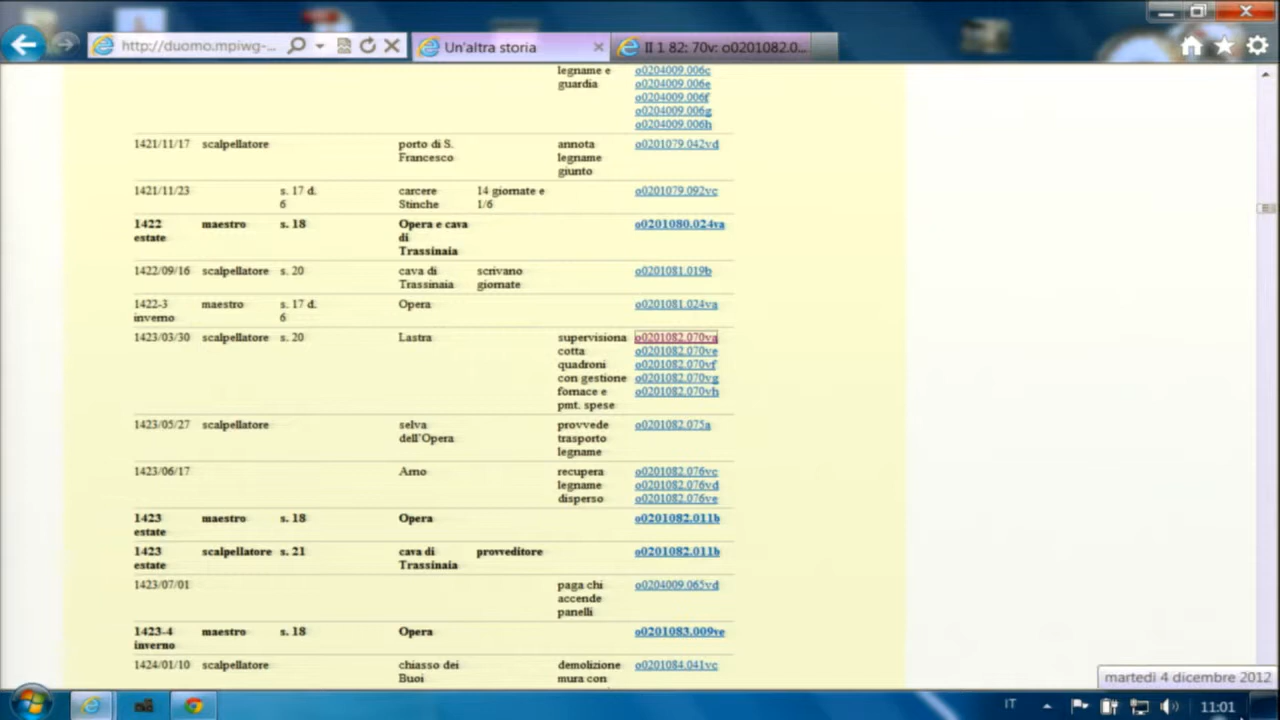 http://duomo.mpiwg-...
Un'altra storia
II 1 82: 70v: o0201082.0...
legname e guardia
o0204009.006c
o0204009.006e
o0204009.006f
o0204009.006g
o0204009.006h
1421/11/17 scalpellatore porto di S. Francesco annota legname giunto o0201079.042vd
1421/11/23 s. 17 d. 6 carcere Stinche 14 giornate e 1/6 o0201079.092vc
1422 estate maestro s. 18 Opera e cava di Trassinaia o0201080.024va
1422/09/16 scalpellatore s. 20 cava di Trassinaia scrivano giornate o0201081.019b
1422-3 inverno maestro s. 17 d. 6 Opera o0201081.024va
1423/03/30 scalpellatore s. 20 Lastra supervisiona cotta quadroni con gestione fornace e pmt. spese o0201082.070va
o0201082.070ve
o0201082.070vf
o0201082.070vg
o0201082.070vh
1423/05/27 scalpellatore selva dell'Opera provvede trasporto legname o0201082.075a
1423/06/17 Arno recupera legname disperso o0201082.076vc
o0201082.076vd
o0201082.076ve
1423 estate maestro s. 18 Opera o0201082.011b
1423 estate scalpellatore s. 21 cava di Trassinaia provveditore o0201082.011b
1423/07/01 paga chi accende panelli o0204009.065vd
1423-4 inverno maestro s. 18 Opera o0201083.009ve
1424/01/10 scalpellatore chiasso dei Buoi demolizione mura con o0201084.041vc
martedì 4 dicembre 2012
IT
11:01